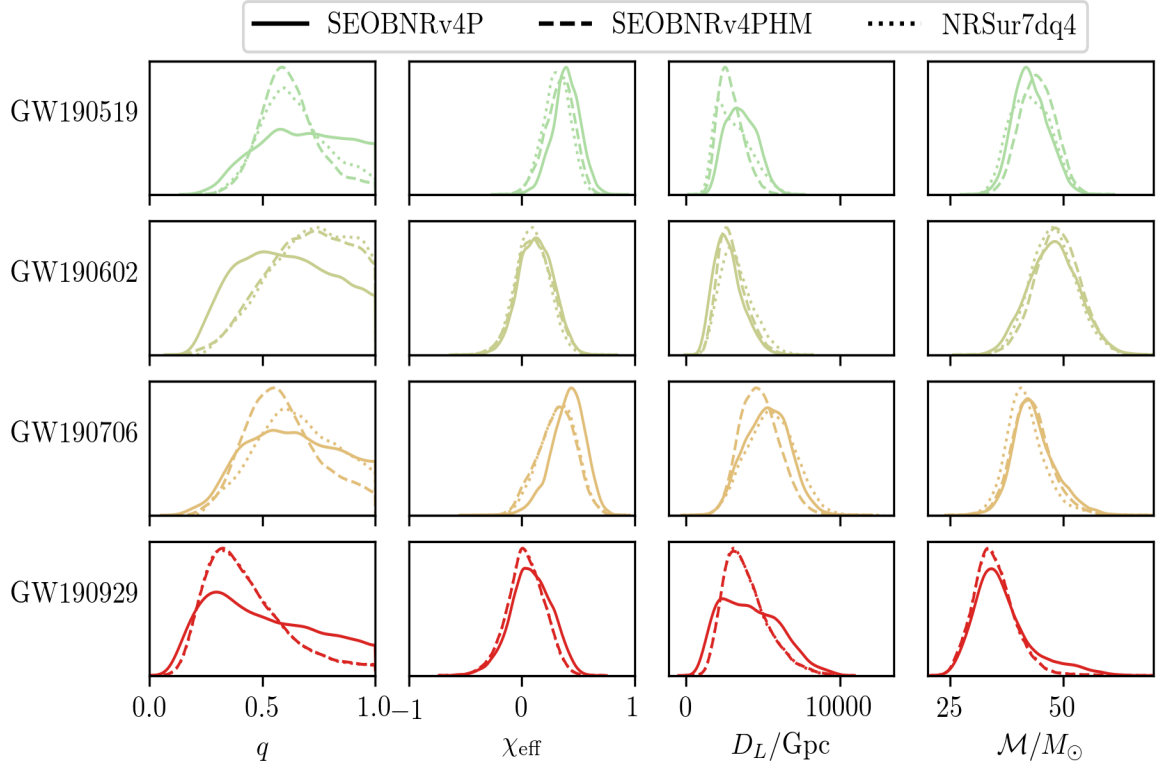 SEOBNRv4P SEOBNRv4PHM NRSur7dq4
GW190519
GW190602
GW190706
GW190929
0.0 0.5 1.0 −1 0 1 0 10000 25 50
q χeff D_L/Gpc ℳ/M⊙